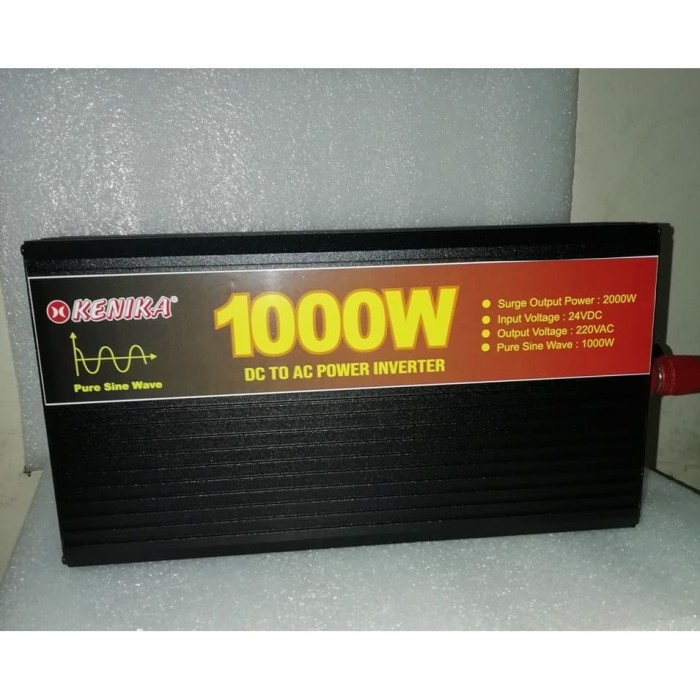 KENIKA®
Pure Sine Wave
1000W
DC TO AC POWER INVERTER
Surge Output Power : 2000W
Input Voltage : 24VDC
Output Voltage : 220VAC
Pure Sine Wave : 1000W